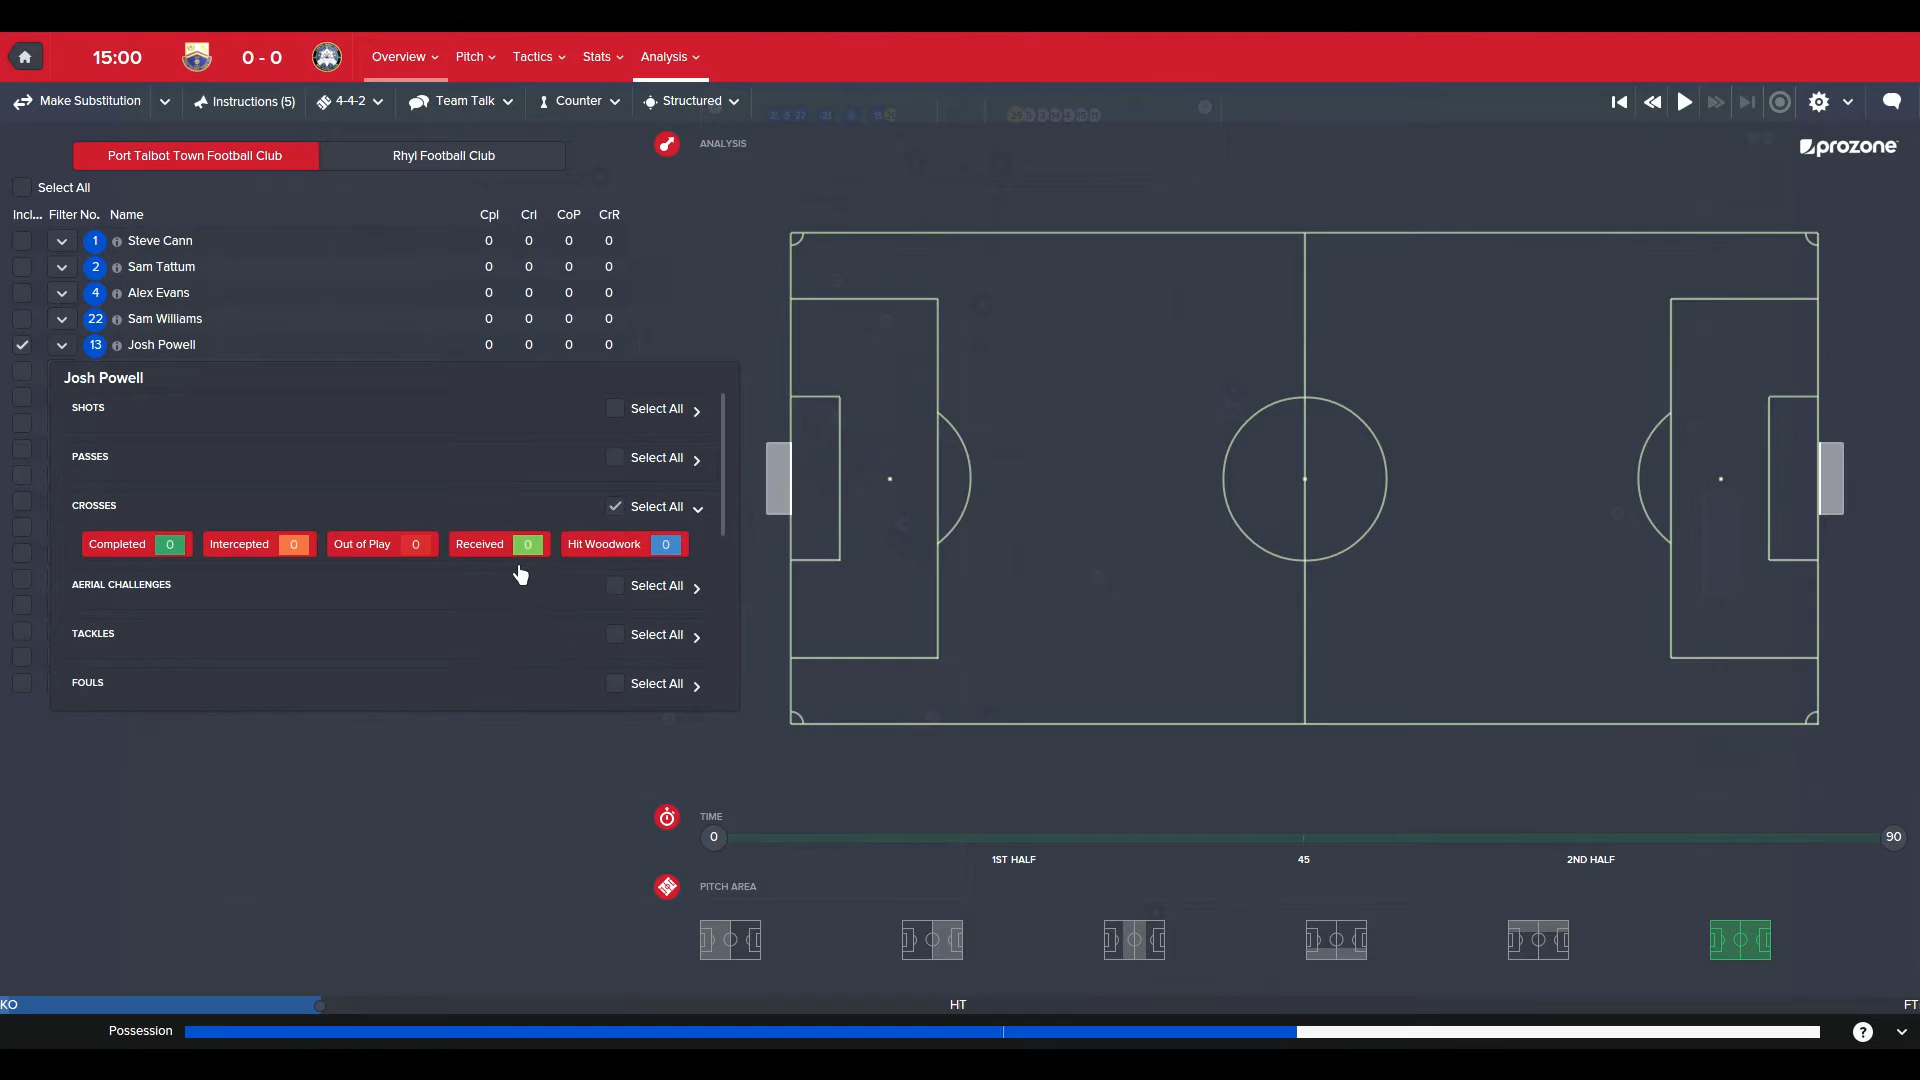 15:00 0 - 0 Overview Pitch Tactics Stats Analysis
Make Substitution Instructions (5) 4-4-2 Team Talk Counter Structured
Port Talbot Town Football Club Rhyl Football Club
ANALYSIS
prozone
Select All
Incl... Filter No. Name Cpl CrI CoP CrR
1 Steve Cann 0 0 0 0
2 Sam Tattum 0 0 0 0
4 Alex Evans 0 0 0 0
22 Sam Williams 0 0 0 0
13 Josh Powell 0 0 0 0
Josh Powell
SHOTS Select All
PASSES Select All
CROSSES Select All
Completed 0 Intercepted 0 Out of Play 0 Received 0 Hit Woodwork 0
AERIAL CHALLENGES Select All
TACKLES Select All
FOULS Select All
TIME
0 90
1ST HALF 45 2ND HALF
PITCH AREA
KO HT FT
Possession ?